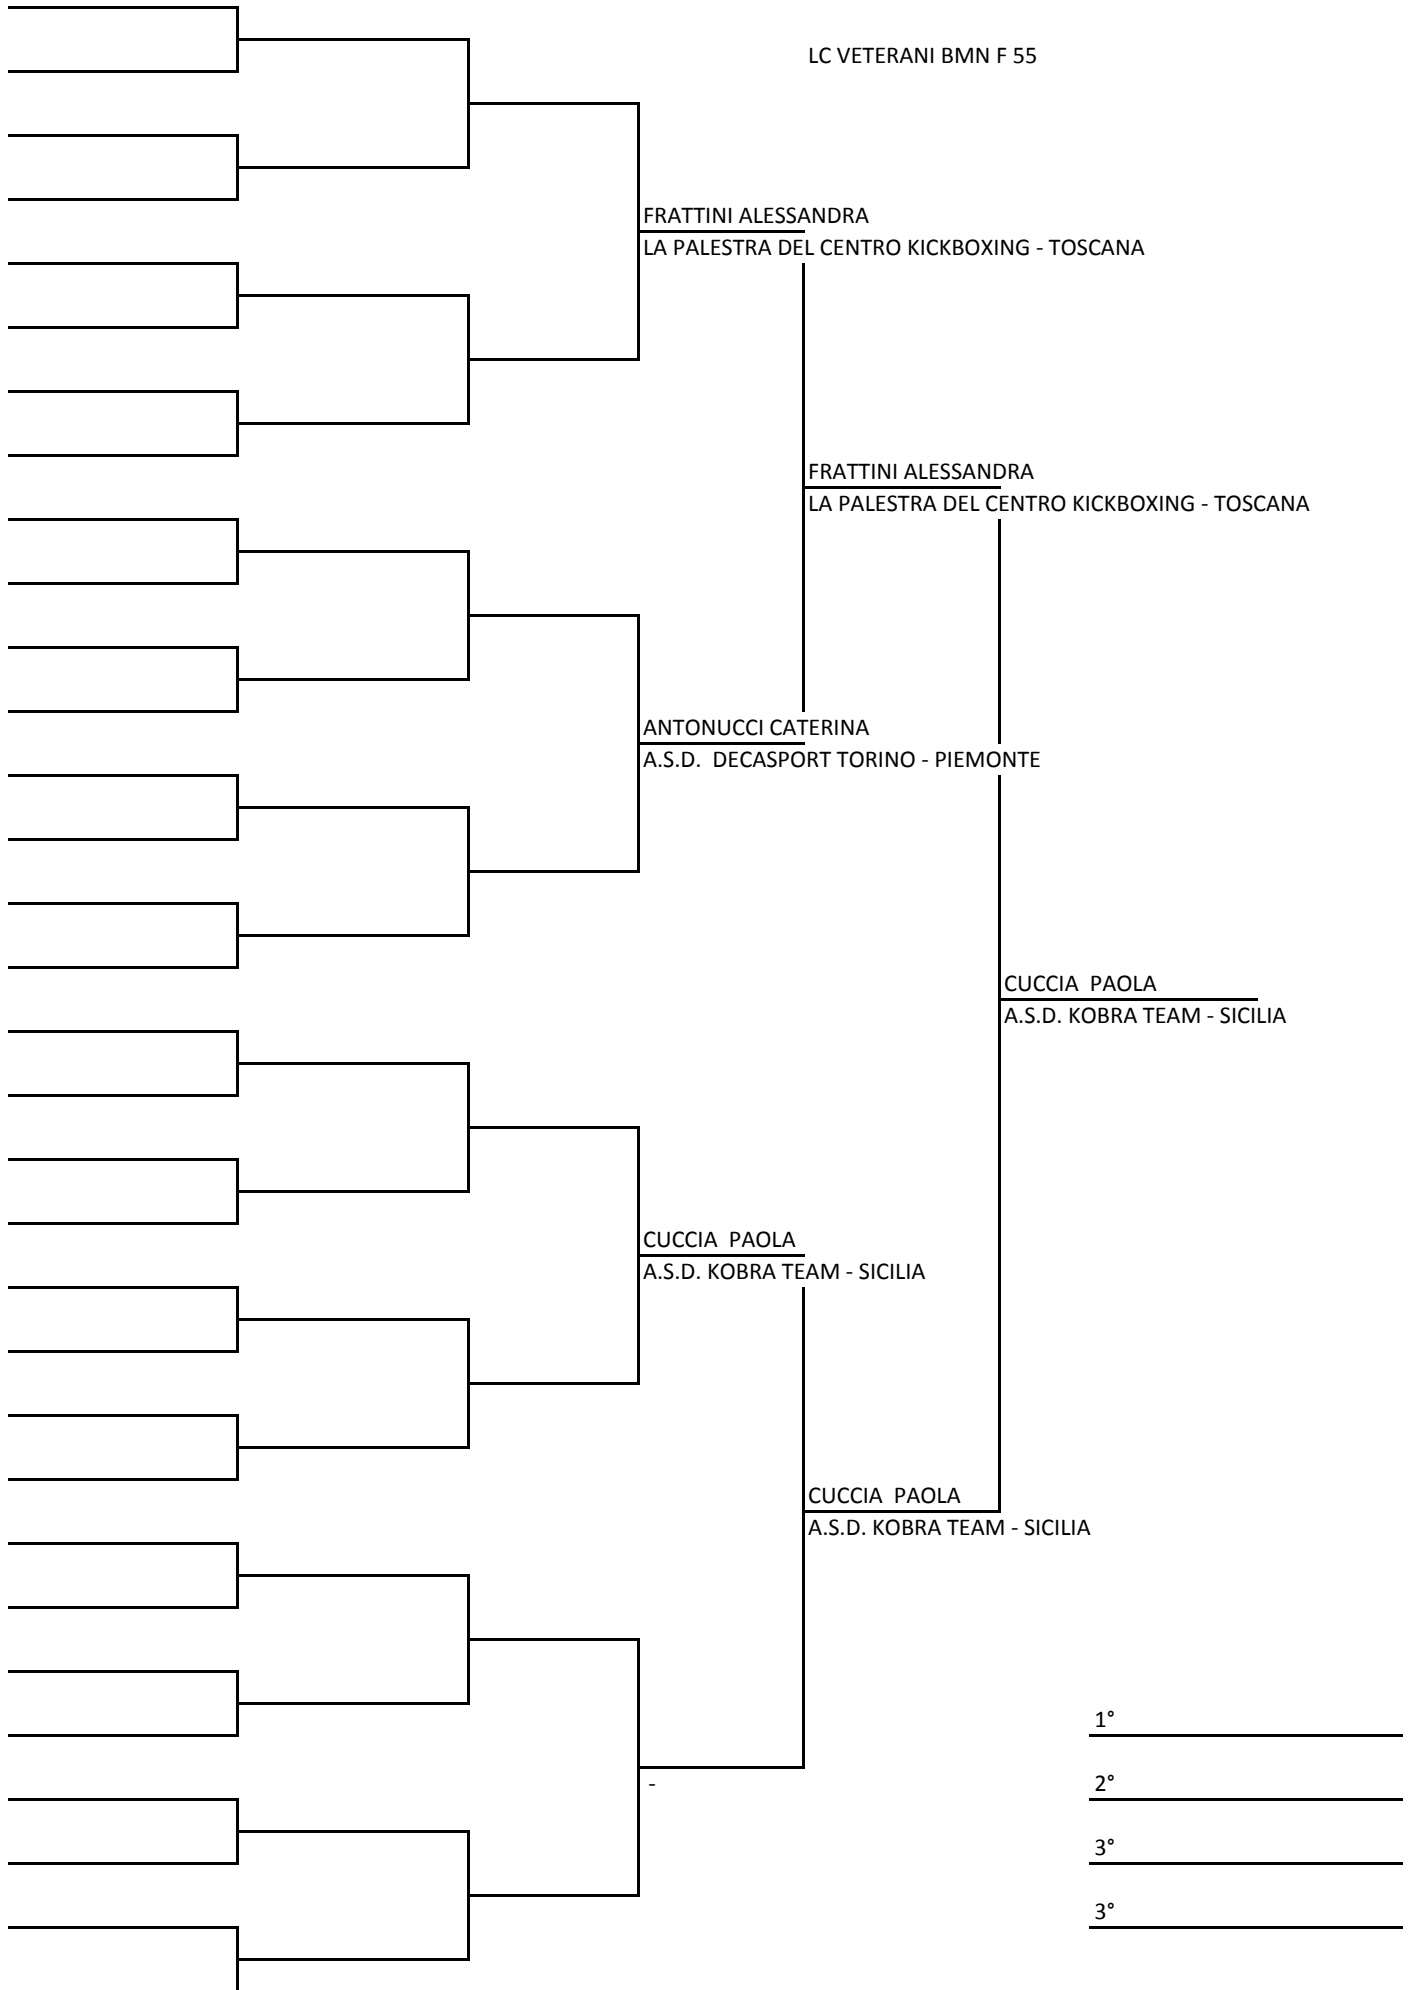 LC VETERANI BMN F 55
FRATTINI ALESSANDRA
LA PALESTRA DEL CENTRO KICKBOXING - TOSCANA
FRATTINI ALESSANDRA
LA PALESTRA DEL CENTRO KICKBOXING - TOSCANA
ANTONUCCI CATERINA
A.S.D.  DECASPORT TORINO - PIEMONTE
CUCCIA  PAOLA
A.S.D. KOBRA TEAM - SICILIA
CUCCIA  PAOLA
A.S.D. KOBRA TEAM - SICILIA
CUCCIA  PAOLA
A.S.D. KOBRA TEAM - SICILIA
1°
-
2°
3°
3°